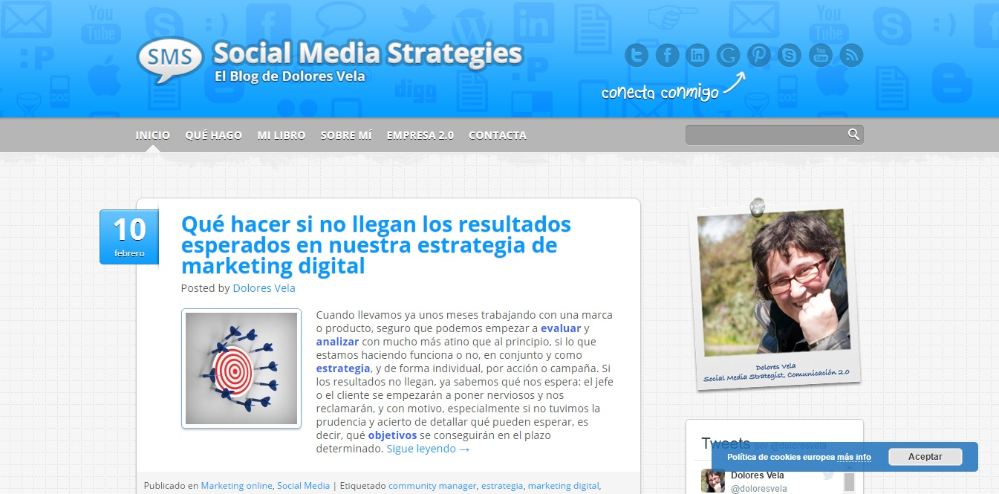 You
Tube
digg
You
Tube
SMS
Social Media Strategies
El Blog de Dolores Vela
You
Tube
conecta conmigo
INICIO QUÉ HAGO MI LIBRO SOBRE MÍ EMPRESA 2.0 CONTACTA
10
febrero
Qué hacer si no llegan los resultados
esperados en nuestra estrategia de
marketing digital
Posted by Dolores Vela
Cuando llevamos ya unos meses trabajando con una marca
o producto, seguro que podemos empezar a evaluar y
analizar con mucho más atino que al principio, si lo que
estamos haciendo funciona o no, en conjunto y como
estrategia, y de forma individual, por acción o campaña. Si
los resultados no llegan, ya sabemos qué nos espera: el jefe
o el cliente se empezarán a poner nerviosos y nos
reclamarán, y con motivo, especialmente si no tuvimos la
prudencia y acierto de detallar qué pueden esperar, es
decir, qué objetivos se conseguirán en el plazo
determinado. Sigue leyendo →
Publicado en Marketing online, Social Media | Etiquetado community manager, estrategia, marketing digital,
Dolores Vela
Social Media Strategist, Comunicación 2.0
Tweets por @doloresvela
Política de cookies europea más info Aceptar
Dolores Vela
@doloresvela